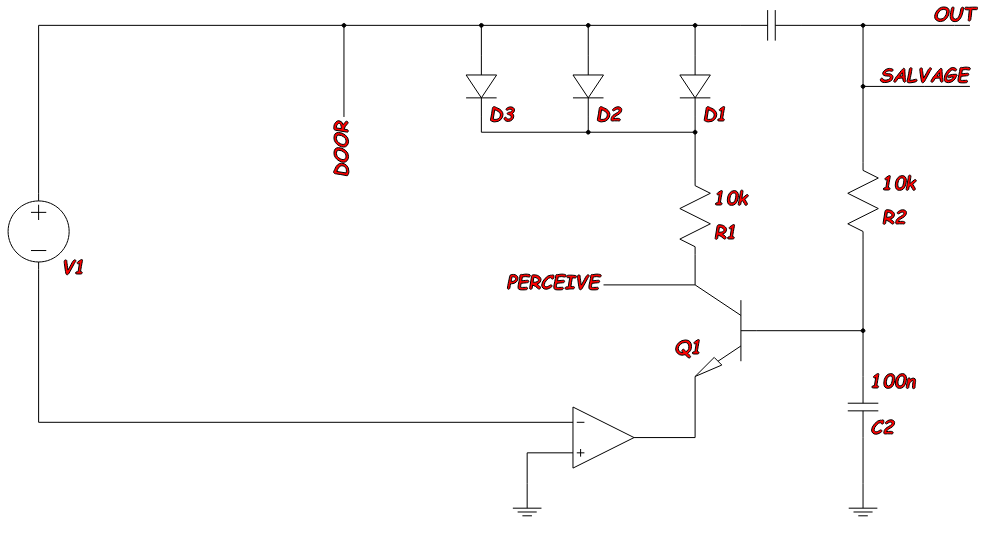 OUT
SALVAGE
D3
D2
D1
DOOR
10k
R1
10k
R2
V1
PERCEIVE
Q1
100n
C2